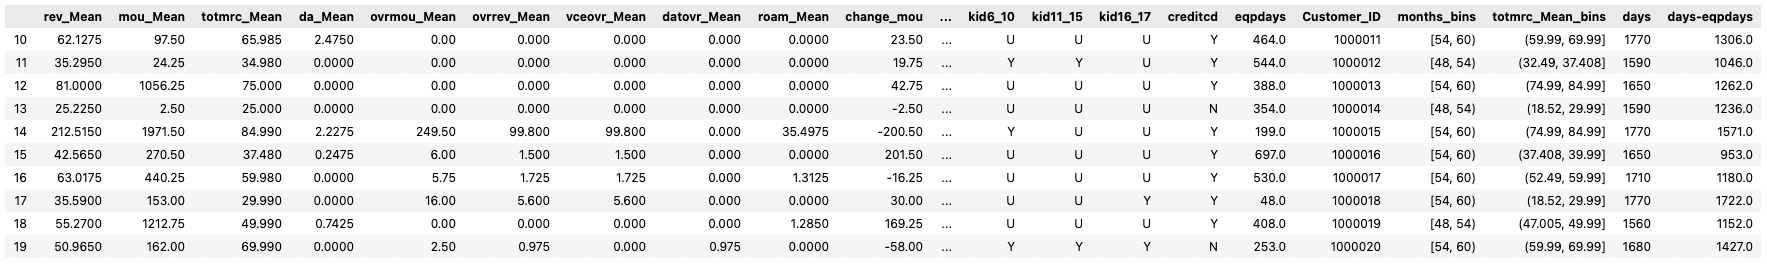 rev_Mean mou_Mean totmrc_Mean da_Mean ovrmou_Mean ovrrev_Mean vceovr_Mean datovr_Mean roam_Mean change_mou ... kid6_10 kid11_15 kid16_17 creditcd eqpdays Customer_ID months_bins totmrc_Mean_bins days days-eqpdays
10 62.1275 97.50 65.985 2.4750 0.00 0.000 0.000 0.000 0.0000 23.50 ... U U U Y 464.0 1000011 [54, 60) (59.99, 69.99] 1770 1306.0
11 35.2950 24.25 34.980 0.0000 0.00 0.000 0.000 0.000 0.0000 19.75 ... Y Y U Y 544.0 1000012 [48, 54) (32.49, 37.408] 1590 1046.0
12 81.0000 1056.25 75.000 0.0000 0.00 0.000 0.000 0.000 0.0000 42.75 ... U U U Y 388.0 1000013 [54, 60) (74.99, 84.99] 1650 1262.0
13 25.2250 2.50 25.000 0.0000 0.00 0.000 0.000 0.000 0.0000 -2.50 ... U U U N 354.0 1000014 [48, 54) (18.52, 29.99] 1590 1236.0
14 212.5150 1971.50 84.990 2.2275 249.50 99.800 99.800 0.000 35.4975 -200.50 ... Y U U Y 199.0 1000015 [54, 60) (74.99, 84.99] 1770 1571.0
15 42.5650 270.50 37.480 0.2475 6.00 1.500 1.500 0.000 0.0000 201.50 ... U U U Y 697.0 1000016 [54, 60) (37.408, 39.99] 1650 953.0
16 63.0175 440.25 59.980 0.0000 5.75 1.725 1.725 0.000 1.3125 -16.25 ... U U U Y 530.0 1000017 [54, 60) (52.49, 59.99] 1710 1180.0
17 35.5900 153.00 29.990 0.0000 16.00 5.600 5.600 0.000 0.0000 30.00 ... U U Y Y 48.0 1000018 [54, 60) (18.52, 29.99] 1770 1722.0
18 55.2700 1212.75 49.990 0.7425 0.00 0.000 0.000 0.000 1.2850 169.25 ... U U U Y 408.0 1000019 [48, 54) (47.005, 49.99] 1560 1152.0
19 50.9650 162.00 69.990 0.0000 2.50 0.975 0.000 0.975 0.0000 -58.00 ... Y Y Y N 253.0 1000020 [54, 60) (59.99, 69.99] 1680 1427.0